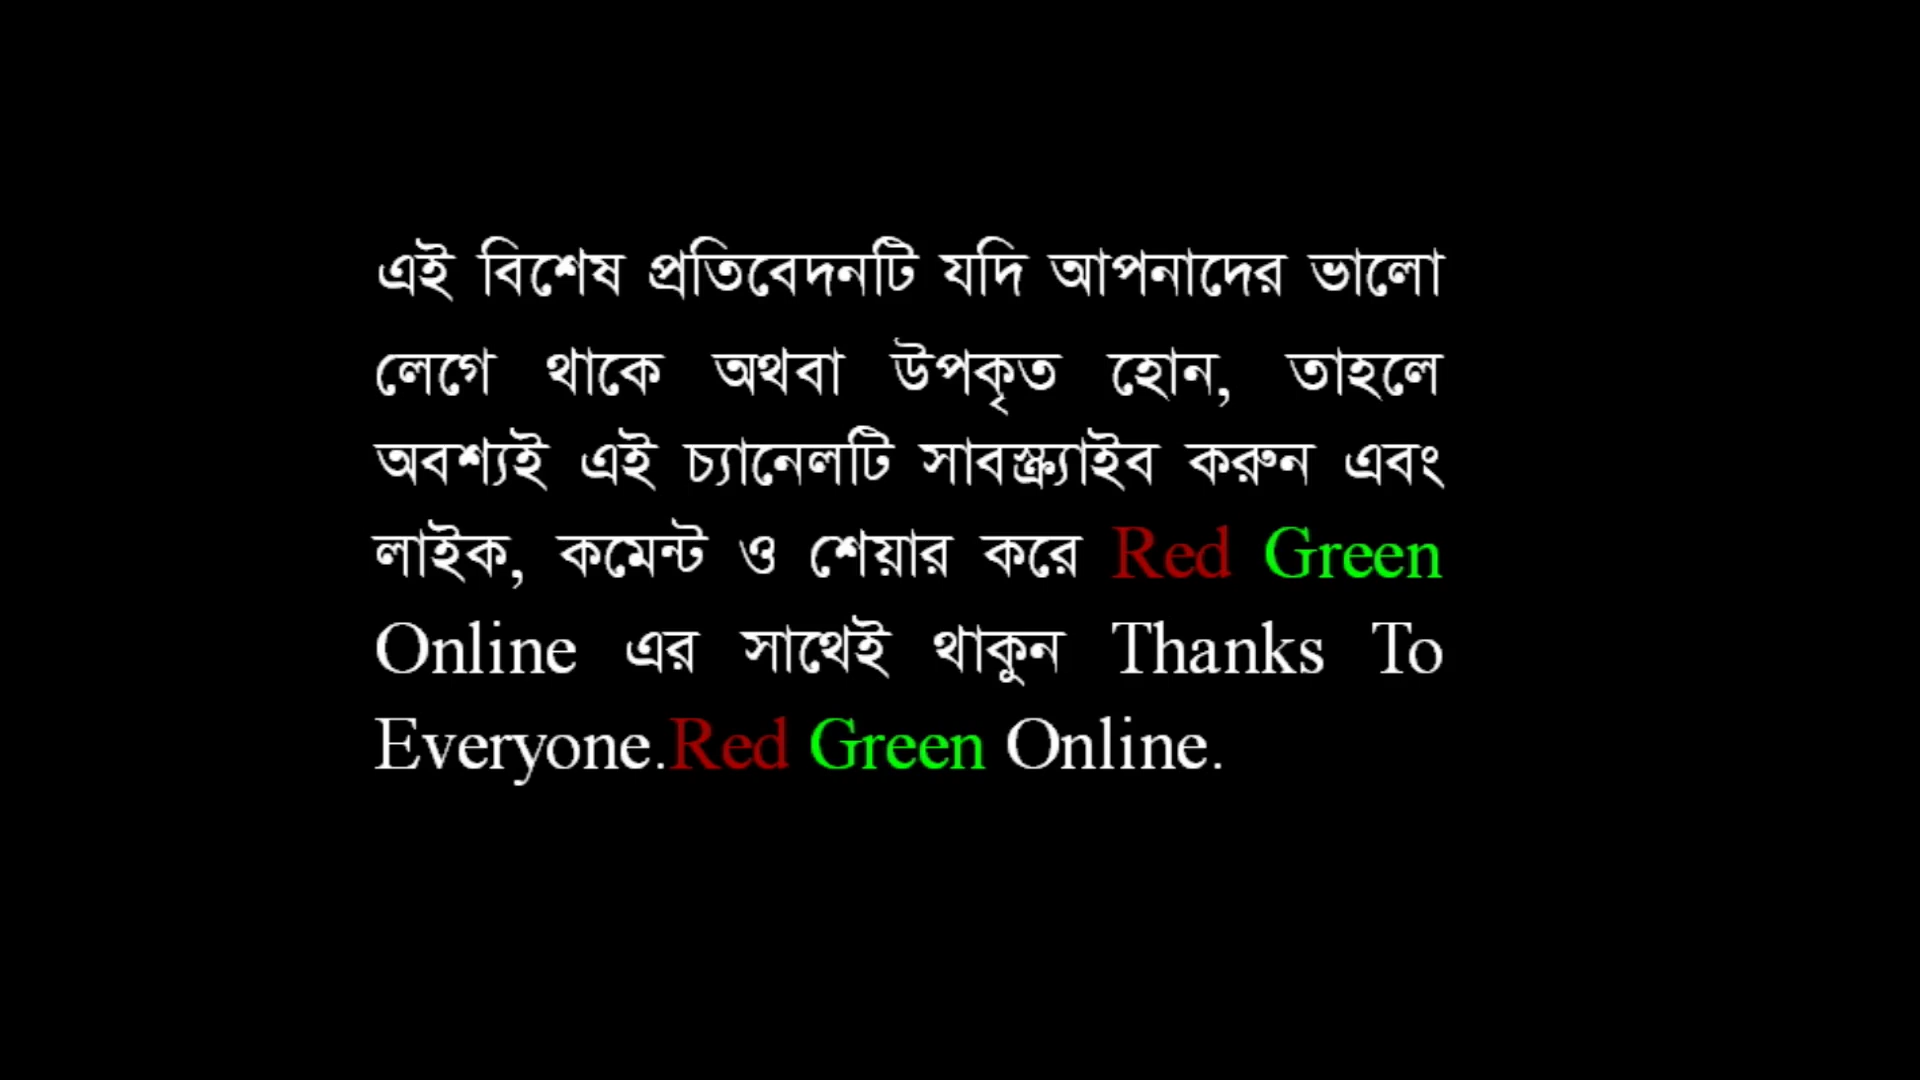 এই বিশেষ প্রতিবেদনটি যদি আপনাদের ভালো
লেগে থাকে অথবা উপকৃত হোন, তাহলে
অবশ্যই এই চ্যানেলটি সাবস্ক্র্যাইব করুন এবং
লাইক, কমেন্ট ও শেয়ার করে Red Green
Online এর সাথেই থাকুন Thanks To
Everyone.Red Green Online.